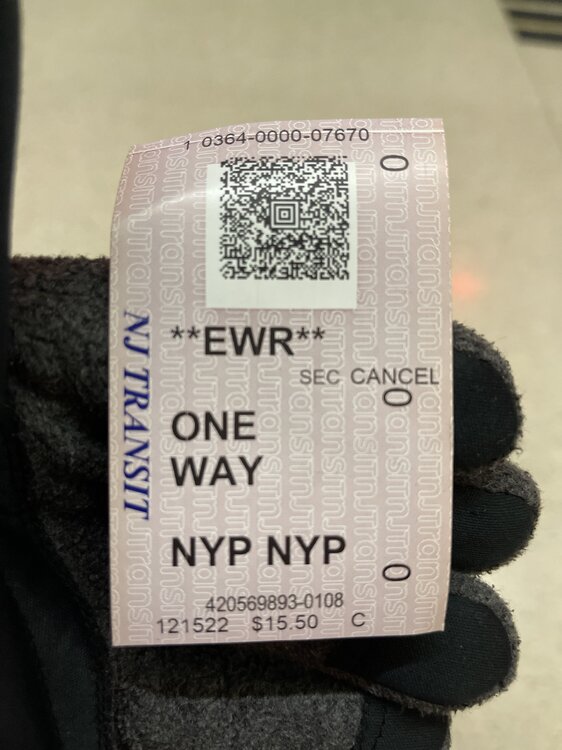 1 0364-0000-07670
0
**EWR**
SEC CANCEL
0
ONE
WAY
NYP NYP
0
420569893-0108
121522 $15.50 C
NJ TRANSIT